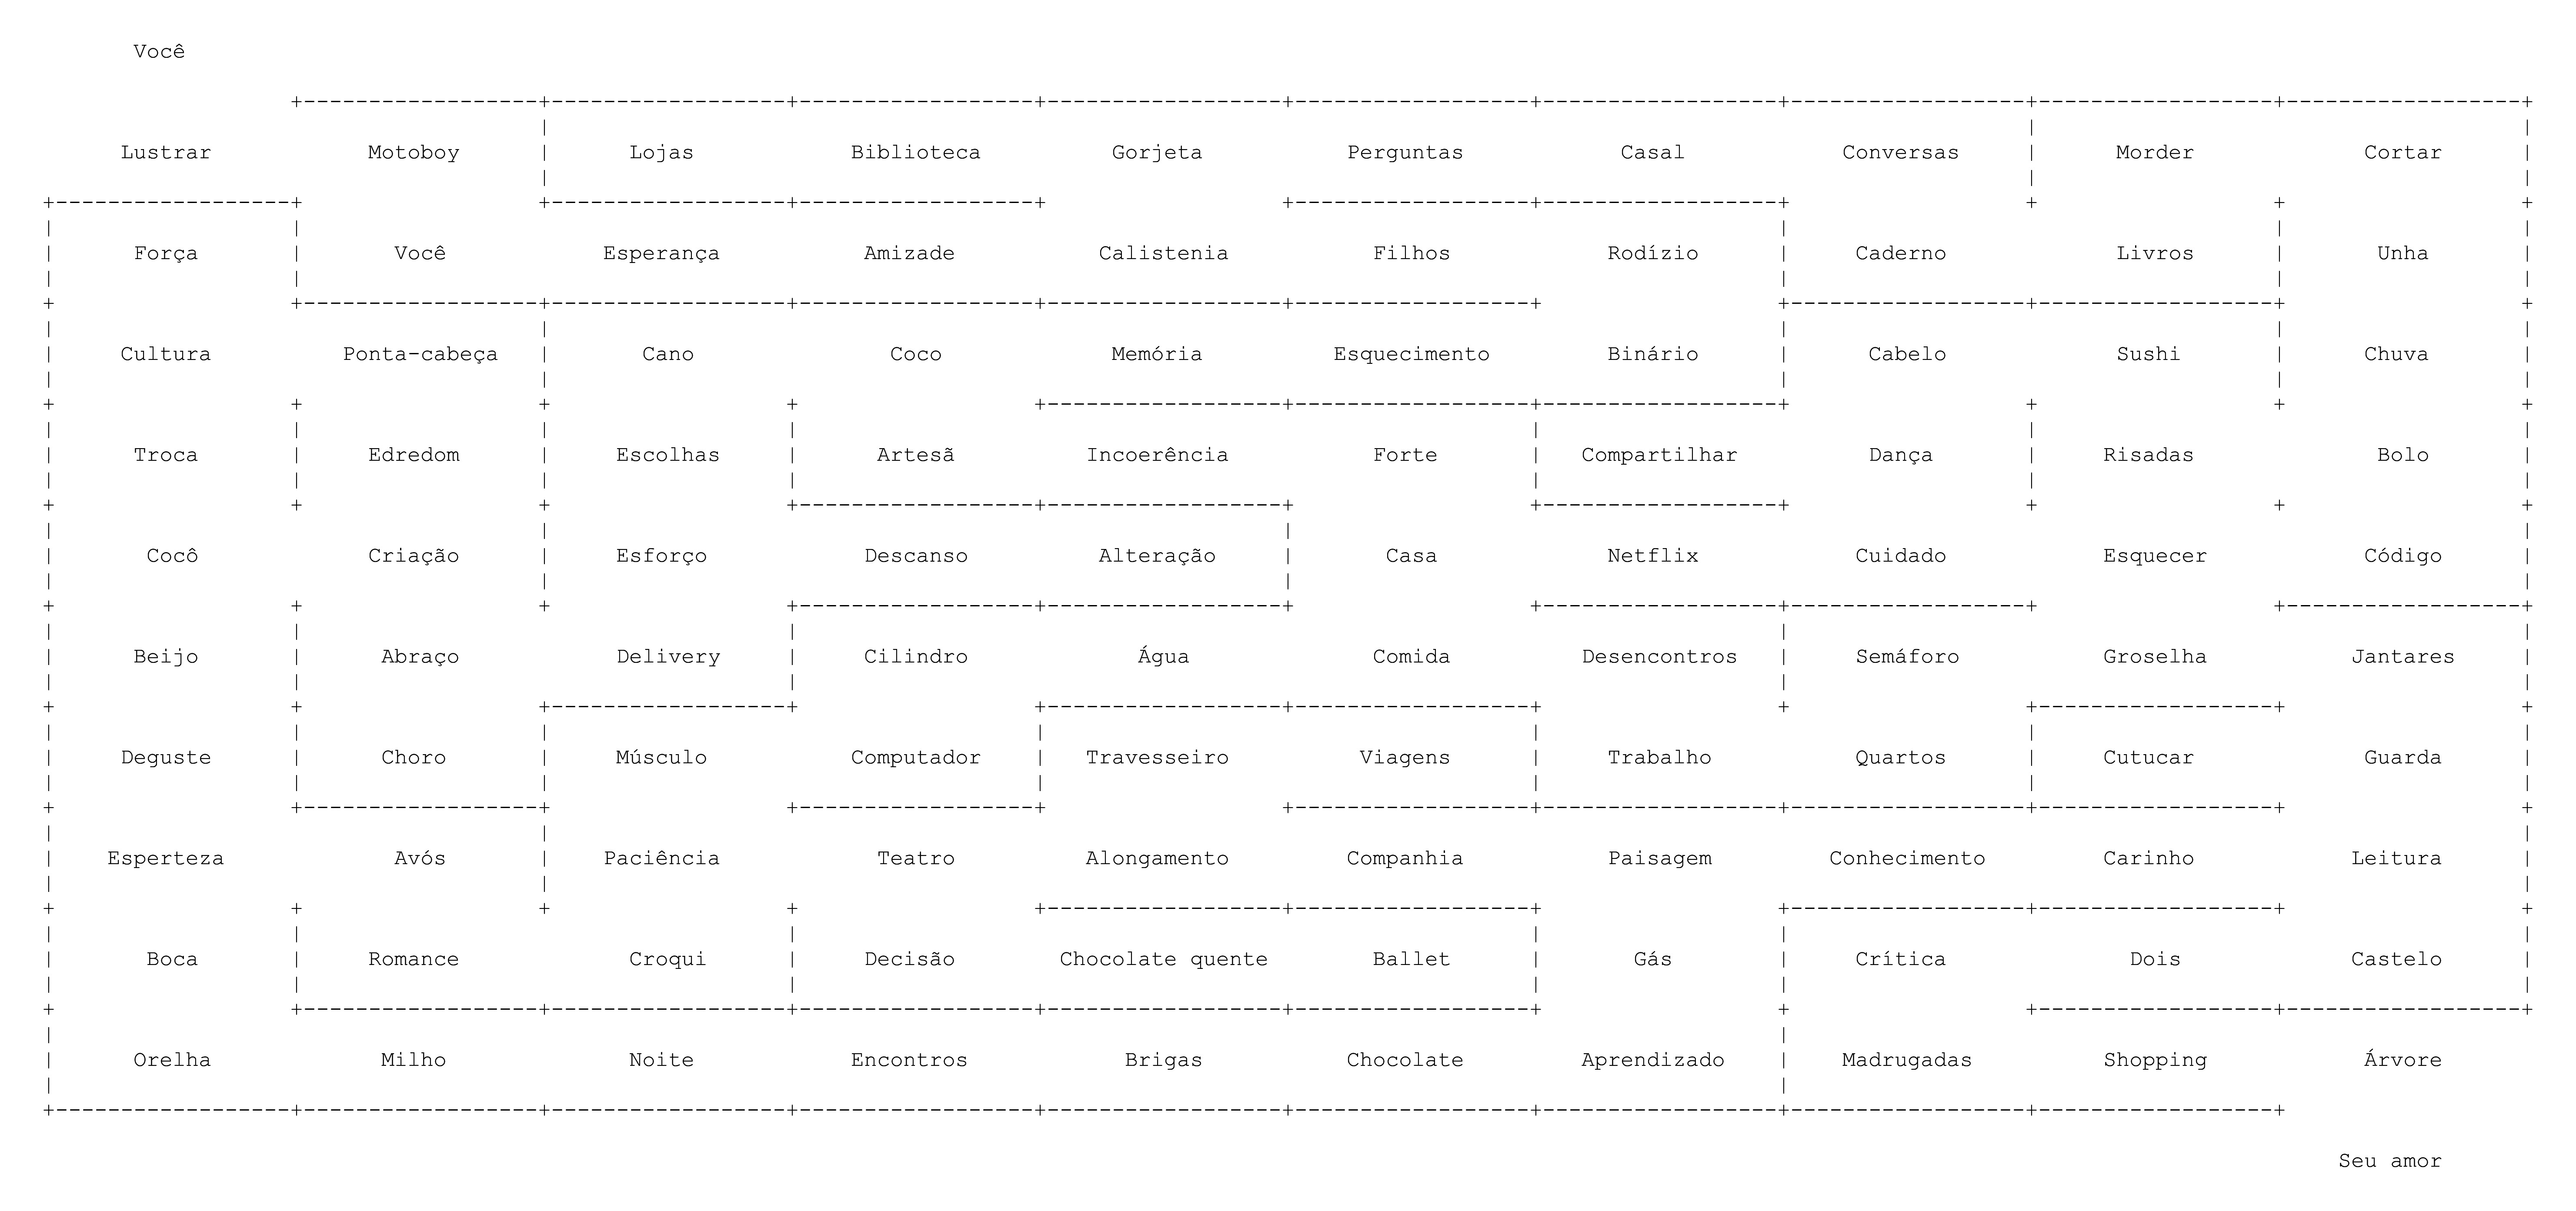 Você
Lustrar Motoboy Lojas Biblioteca Gorjeta Perguntas Casal Conversas Morder Cortar
Força Você Esperança Amizade Calistenia Filhos Rodízio Caderno Livros Unha
Cultura Ponta-cabeça Cano Coco Memória Esquecimento Binário Cabelo Sushi Chuva
Troca Edredom Escolhas Artesã Incoerência Forte Compartilhar Dança Risadas Bolo
Cocô Criação Esforço Descanso Alteração Casa Netflix Cuidado Esquecer Código
Beijo Abraço Delivery Cilindro Água Comida Desencontros Semáforo Groselha Jantares
Deguste Choro Músculo Computador Travesseiro Viagens Trabalho Quartos Cutucar Guarda
Esperteza Avós Paciência Teatro Alongamento Companhia Paisagem Conhecimento Carinho Leitura
Boca Romance Croqui Decisão Chocolate quente Ballet Gás Crítica Dois Castelo
Orelha Milho Noite Encontros Brigas Chocolate Aprendizado Madrugadas Shopping Árvore
Seu amor